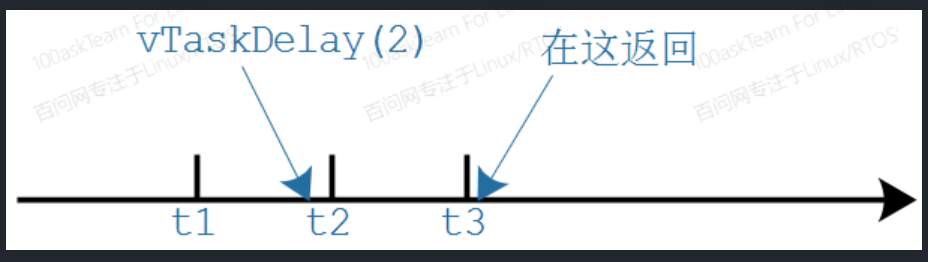 100askTeam For Linux/RTOS
100askTeam For Linux/RTOS
100askTeam For Linux/RTOS
vTaskDelay(2)
在这返回
百问网专注于Linux/RTOS
百问网专注于Linux/RTOS
百问网专注于Linux/RTOS
t1
t2
t3